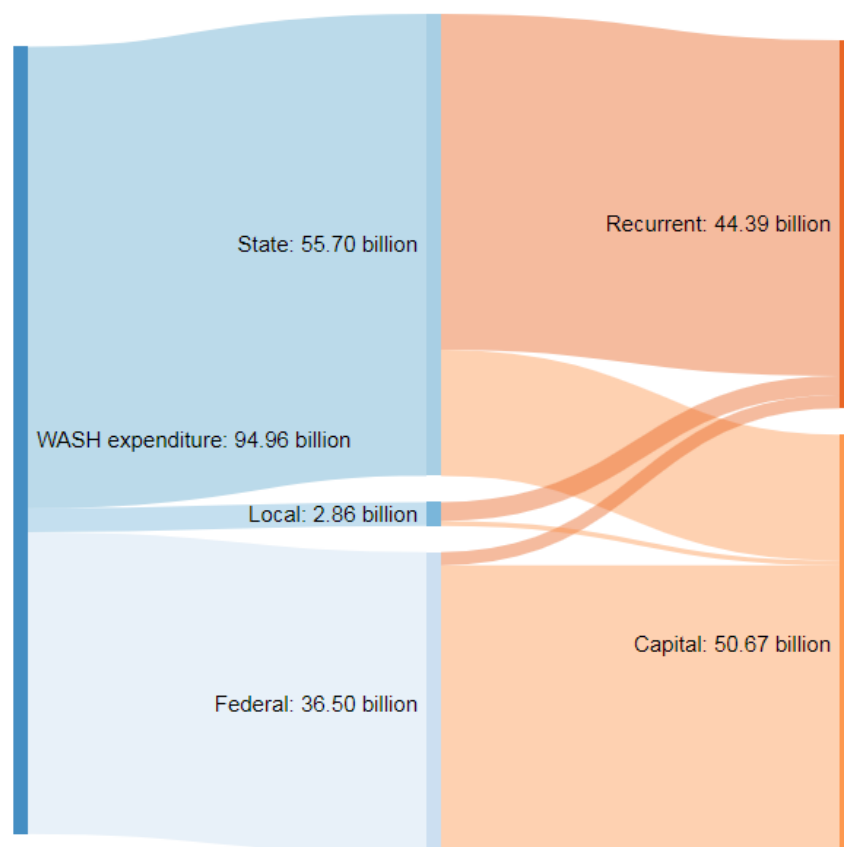 State: 55.70 billion
Recurrent: 44.39 billion
WASH expenditure: 94.96 billion
Local: 2.86 billion
Capital: 50.67 billion
Federal: 36.50 billion